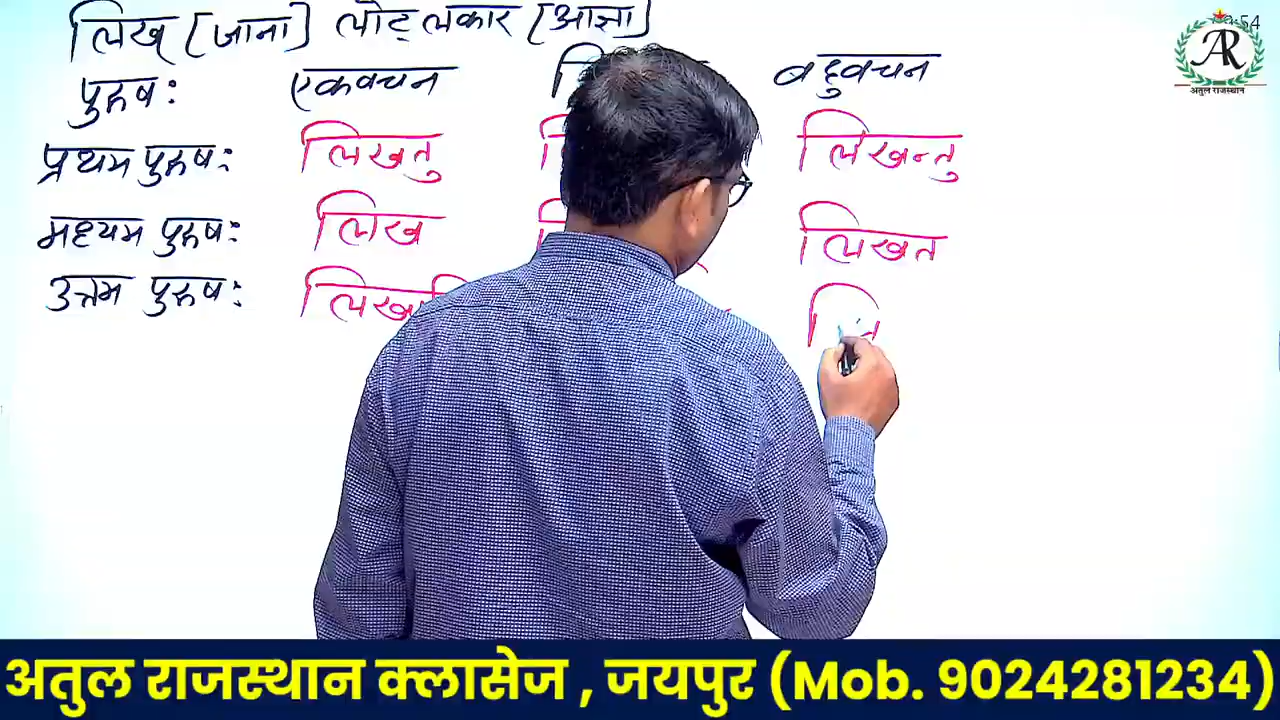 लिख् [जाना] लोट् लकार [आज्ञा]
54
अतुल राजस्थान
पुरुषः एकवचन बहुवचन
प्रथम पुरुषः लिखतु लिखन्तु
मध्यम पुरुषः लिख लिखत
उत्तम पुरुषः
अतुल राजस्थान क्लासेज , जयपुर (Mob. 9024281234)